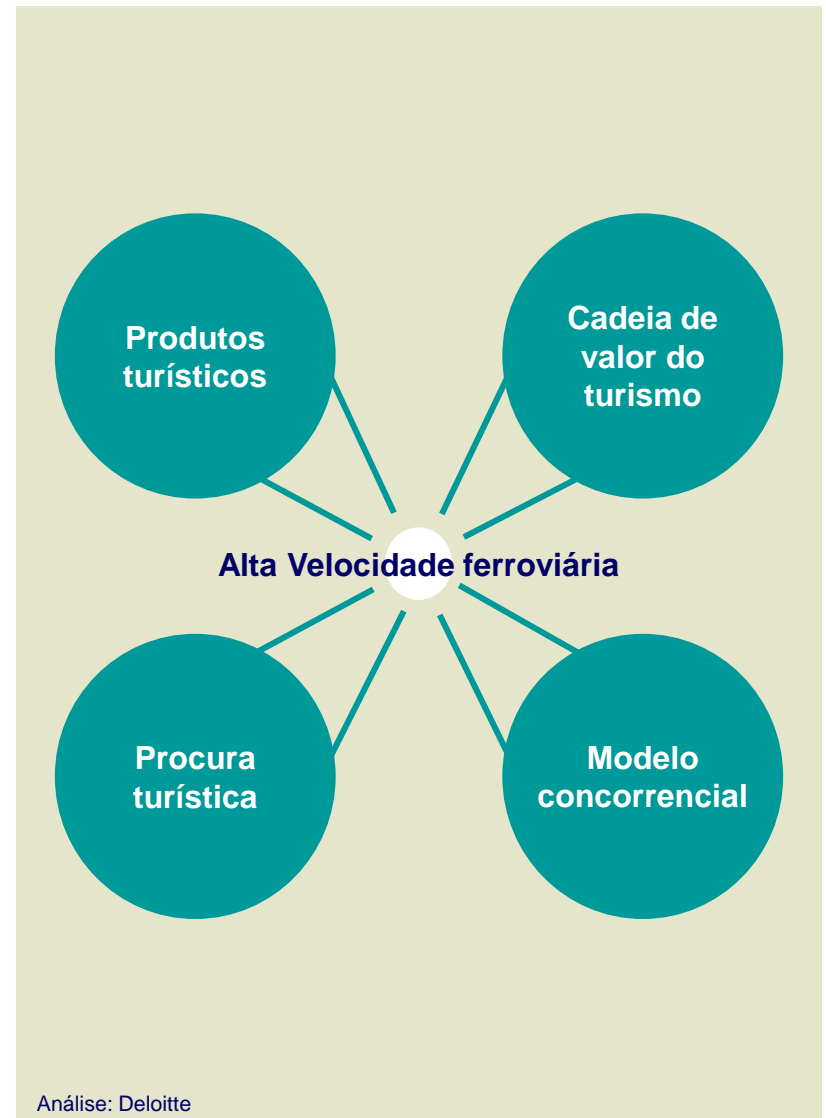 Produtos
turísticos
Cadeia de
valor do
turismo
Alta Velocidade ferroviária
Procura
turística
Modelo
concorrencial
Análise: Deloitte